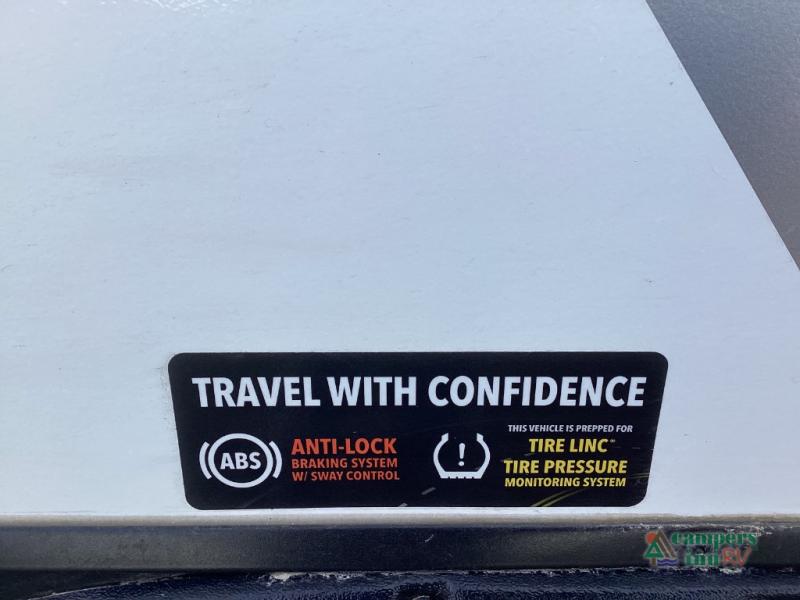 TRAVEL WITH CONFIDENCE
ABS
ANTI-LOCK
BRAKING SYSTEM
W/ SWAY CONTROL
!
THIS VEHICLE IS PREPPED FOR
TIRE LINC™
TIRE PRESSURE
MONITORING SYSTEM
campers
inn RV